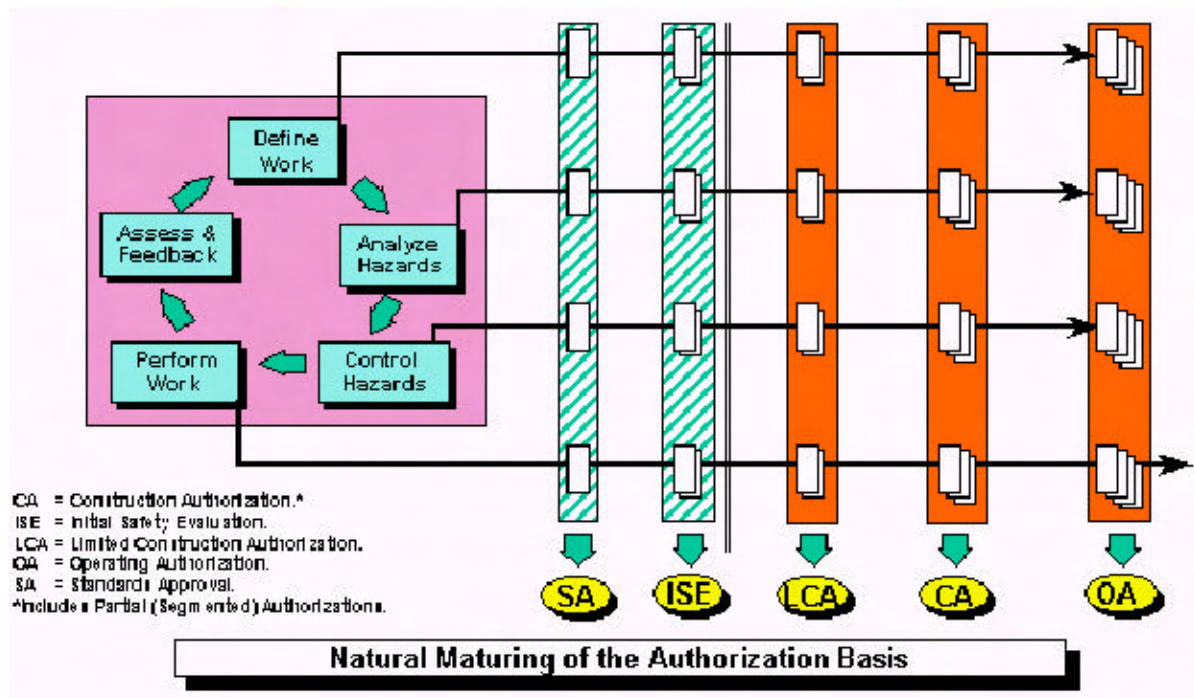 Define
Work
Assess &
Feedback
Analyze
Hazards
Perform
Work
Control
Hazards
CA = Construction Authorization.*
ISE = Initial Safety Evaluation.
LCA = Limited Construction Authorization.
OA = Operating Authorization.
SA = Standards Approval.
*Includes Partial (Segmented) Authorizations.
SA
ISE
LCA
CA
OA
Natural Maturing of the Authorization Basis